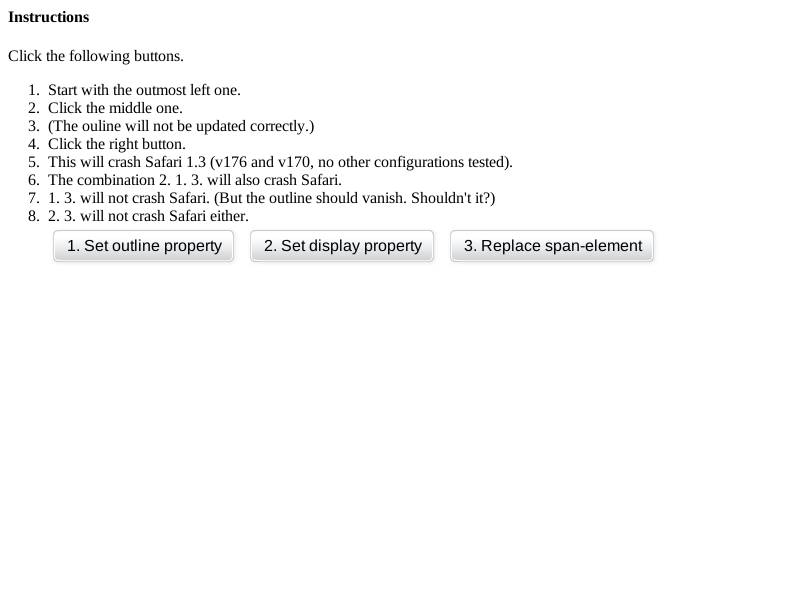 Instructions
Click the following buttons.
1. Start with the outmost left one.
2. Click the middle one.
3. (The ouline will not be updated correctly.)
4. Click the right button.
5. This will crash Safari 1.3 (v176 and v170, no other configurations tested).
6. The combination 2. 1. 3. will also crash Safari.
7. 1. 3. will not crash Safari. (But the outline should vanish. Shouldn't it?)
8. 2. 3. will not crash Safari either.
1. Set outline property 2. Set display property 3. Replace span-element